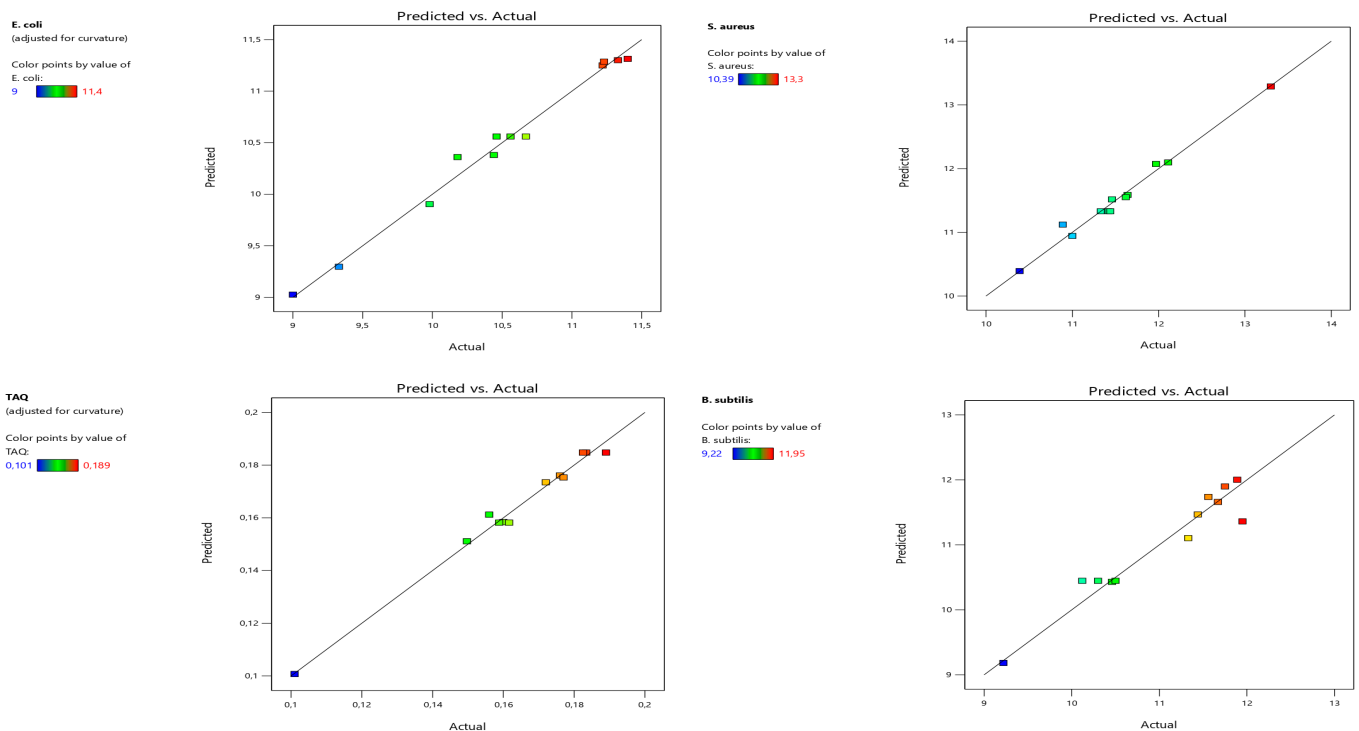 E. coli
(adjusted for curvature)
Color points by value of
E. coli:
9 11,4
Predicted vs. Actual
11,5
11
10,5
10
9,5
9
Predicted
9 9,5 10 10,5 11 11,5
Actual
S. aureus
Color points by value of
S. aureus:
10,39 13,3
Predicted vs. Actual
14
13
12
11
10
Predicted
10 11 12 13 14
Actual
TAQ
(adjusted for curvature)
Color points by value of
TAQ:
0,101 0,189
Predicted vs. Actual
0,2
0,18
0,16
0,14
0,12
0,1
Predicted
0,1 0,12 0,14 0,16 0,18 0,2
Actual
B. subtilis
Color points by value of
B. subtilis:
9,22 11,95
Predicted vs. Actual
13
12
11
10
9
Predicted
9 10 11 12 13
Actual